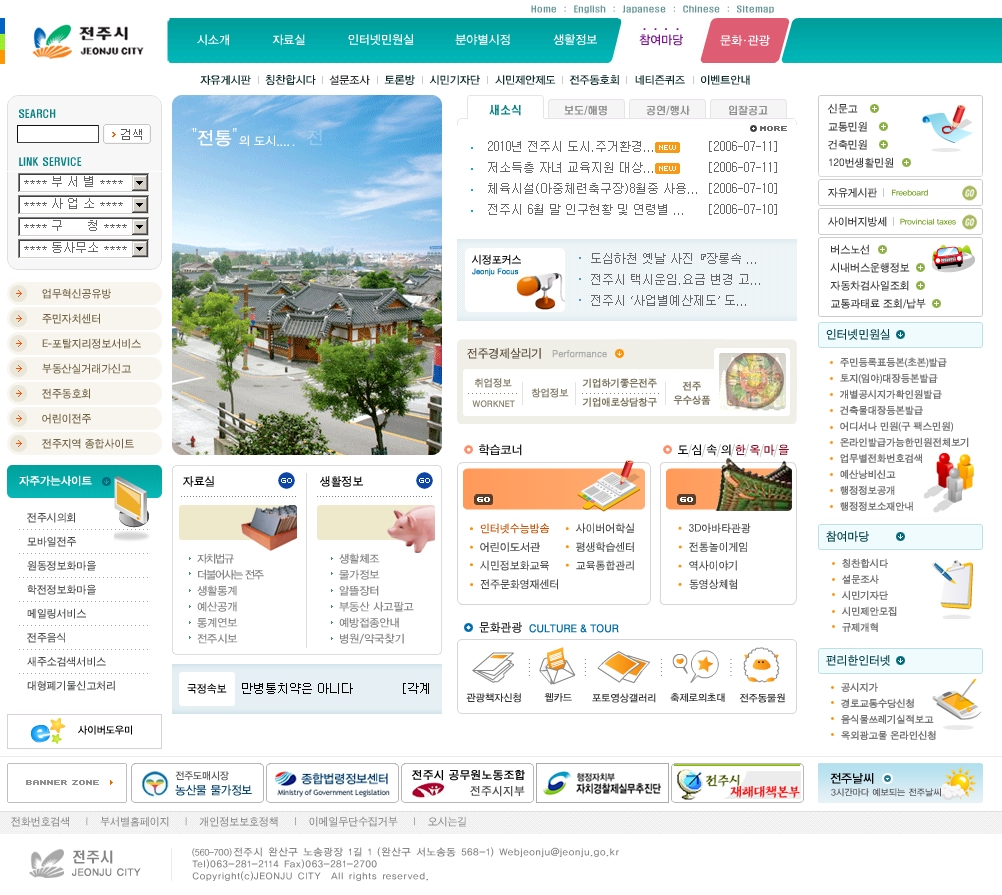 Home : English : Japanese : Chinese : Sitemap
전주시
JEONJU CITY
시소개 자료실 인터넷민원실 분야별시정 생활정보 참여마당 문화·관광
자유게시판 | 칭찬합시다 | 설문조사 | 토론방 | 시민기자단 | 시민제안제도 | 전주동호회 | 네티즌퀴즈 | 이벤트안내
SEARCH
검색
LINK SERVICE
**** 부 서 별 ****
**** 사 업 소 ****
**** 구 청 ****
**** 동사무소 ****
업무혁신공유방
주민자치센터
E-포탈지리정보서비스
부동산실거래가신고
전주동호회
어린이전주
전주지역 종합사이트
자주가는사이트
전주시의회
모바일전주
원동정보화마을
학전정보화마을
메일링서비스
전주음식
새주소검색서비스
대형폐기물신고처리
사이버도우미
"전통"의 도시..... 전
자료실 GO
자치법규
더불어사는 전주
생활통계
예산공개
통계연보
전주시보
생활정보 GO
생활체조
물가정보
알뜰장터
부동산 사고팔고
예방접종안내
병원/약국찾기
국정속보 만병통치약은 아니다 [각계
새소식 보도/해명 공연/행사 입찰공고
MORE
2010년 전주시 도시,주거환경... NEW [2006-07-11]
저소득층 자녀 교육지원 대상... NEW [2006-07-11]
체육시설(마중체련축구장)8월중 사용... [2006-07-10]
전주시 6월 말 인구현황 및 연령별 ... [2006-07-10]
시정포커스
Jeonju Focus
도심하천 옛날 사진 『장롱속 ...
전주시 택시운임,요금 변경 고...
전주시 '사업별예산제도' 도...
전주경제살리기 Performance
취업정보
WORKNET
창업정보
기업하기좋은전주
기업애로상담창구
전주
우수상품
학습코너
GO
인터넷수능방송
어린이도서관
시민정보화교육
전주문화영재센터
사이버어학실
평생학습센터
교육통합관리
도/심/속/의/한/옥/마/을
GO
3D아바타관광
전통놀이게임
역사이야기
동영상체험
문화관광 CULTURE & TOUR
관광책자신청 웹카드 포토영상갤러리 축제로의초대 전주동물원
신문고
교통민원
건축민원
120번생활민원
자유게시판 | Freeboard GO
사이버지방세 | Provincial taxes GO
버스노선
시내버스운행정보
자동차검사일조회
교통과태료 조회/납부
인터넷민원실
주민등록표등본(초본)발급
토지(임야)대장등본발급
개별공시지가확인원발급
건축물대장등본발급
어디서나 민원(구 팩스민원)
온라인발급가능한민원전체보기
업무별전화번호검색
예산낭비신고
행정정보공개
행정정보소재안내
참여마당
칭찬합시다
설문조사
시민기자단
시민제안모집
규제개혁
편리한인터넷
공시지가
경로교통수당신청
음식물쓰레기실적보고
옥외광고물 온라인신청
BANNER ZONE
전주도매시장
농산물 물가정보
종합법령정보센터
Ministry of Government Legislation
전주시 공무원노동조합
전주시지부
행정자치부
자치경찰제실무추진단
전주시
재해대책본부
전주날씨
3시간마다 예보되는 전주날씨
전화번호검색 | 부서별홈페이지 | 개인정보보호정책 | 이메일무단수집거부 | 오시는길
전주시
JEONJU CITY
(560-700)전주시 완산구 노송광장 1길 1 (완산구 서노송동 568-1) Webjeonju@jeonju.go.kr
Tel)063-281-2114 Fax)063-281-2700
Copyright(c)JEONJU CITY All rights reserved.